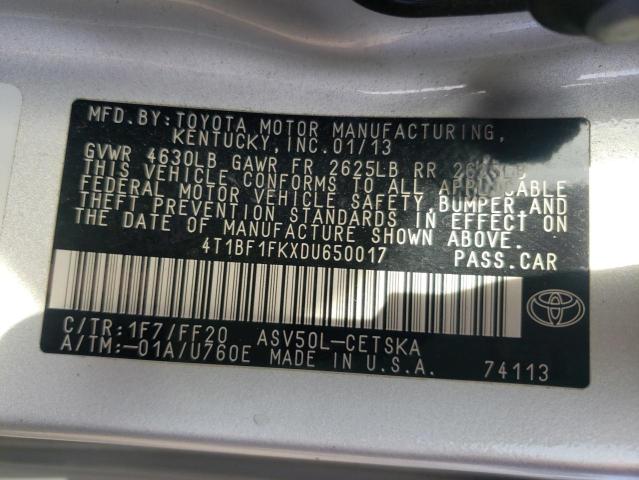 MFD.BY:TOYOTA MOTOR MANUFACTURING,
KENTUCKY, INC.01/13
GVWR 4630LB GAWR FR 2625LB RR 2625LB
THIS VEHICLE CONFORMS TO ALL APPLICABLE
FEDERAL MOTOR VEHICLE SAFETY,BUMPER AND
THEFT PREVENTION STANDARDS IN EFFECT ON
THE DATE OF MANUFACTURE SHOWN ABOVE.
4T1BF1FKXDU650017 PASS.CAR
C/TR:1F7/FF20 ASV50L-CETSKA
A/TM:-01A/U760E MADE IN U.S.A. 74113